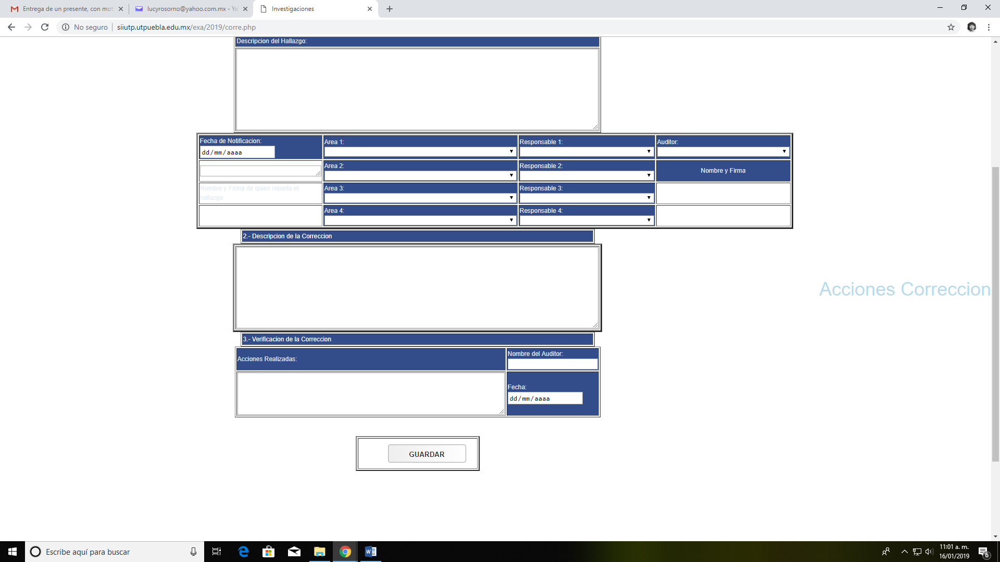 Entrega de un presente, con mot
lucyrosorno@yahoo.com.mx - Ya
Investigaciones
No seguro
siiutp.utpuebla.edu.mx/exa/2019/corre.php
Descripcion del Hallazgo:
Fecha de Notificacion:
dd/mm/aaaa
Area 1:
Responsable 1:
Auditor:
Area 2:
Responsable 2:
Nombre y Firma
Nombre y Firma de quien reporta el
hallazgo
Area 3:
Responsable 3:
Area 4:
Responsable 4:
2.- Descripcion de la Correccion
Acciones Correccion
3.- Verificacion de la Correccion
Acciones Realizadas:
Nombre del Auditor:
Fecha:
dd/mm/aaaa
GUARDAR
Escribe aquí para buscar
11:01 a. m.
16/01/2019
6